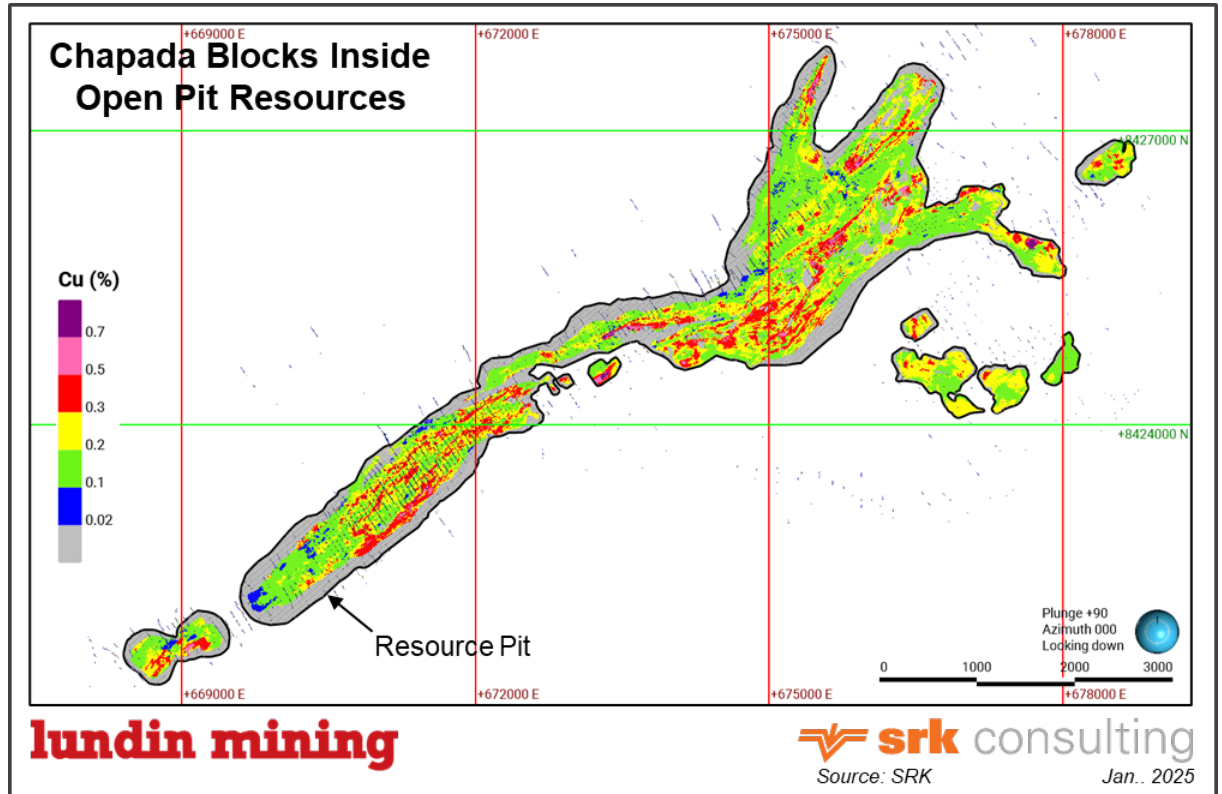 Chapada Blocks Inside
Open Pit Resources
+669000 E
+672000 E
+675000 E
+678000 E
+8427000 N
Cu (%)
0.7
0.5
0.3
0.2
0.1
0.02
+8424000 N
Resource Pit
Plunge +90
Azimuth 000
Looking down
0
1000
2000
3000
+669000 E
+672000 E
+675000 E
+678000 E
lundin mining
srk consulting
Source: SRK
Jan.. 2025